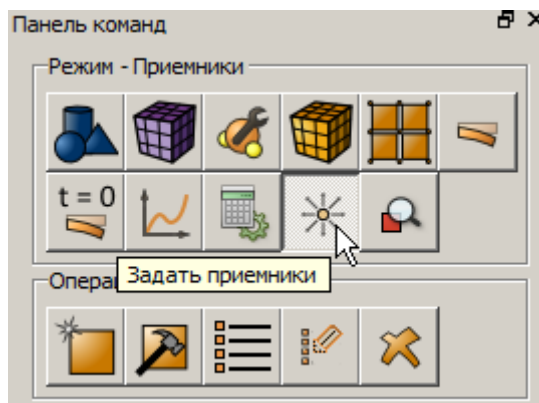 Панель команд
Режим - Приемники
t = 0
Задать приемники
Опера